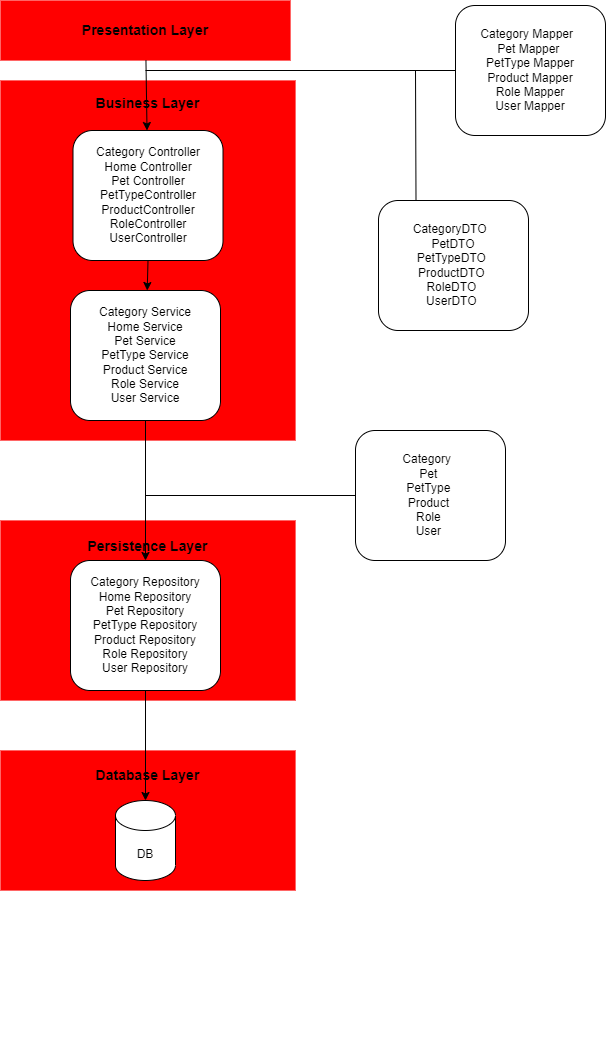 Presentation Layer
Category Mapper
Pet Mapper
PetType Mapper
Product Mapper
Role Mapper
User Mapper
Business Layer
Category Controller
Home Controller
Pet Controller
PetTypeController
ProductController
RoleController
UserController
CategoryDTO
PetDTO
PetTypeDTO
ProductDTO
RoleDTO
UserDTO
Category Service
Home Service
Pet Service
PetType Service
Product Service
Role Service
User Service
Category
Pet
PetType
Product
Role
User
Persistence Layer
Category Repository
Home Repository
Pet Repository
PetType Repository
Product Repository
Role Repository
User Repository
Database Layer
DB